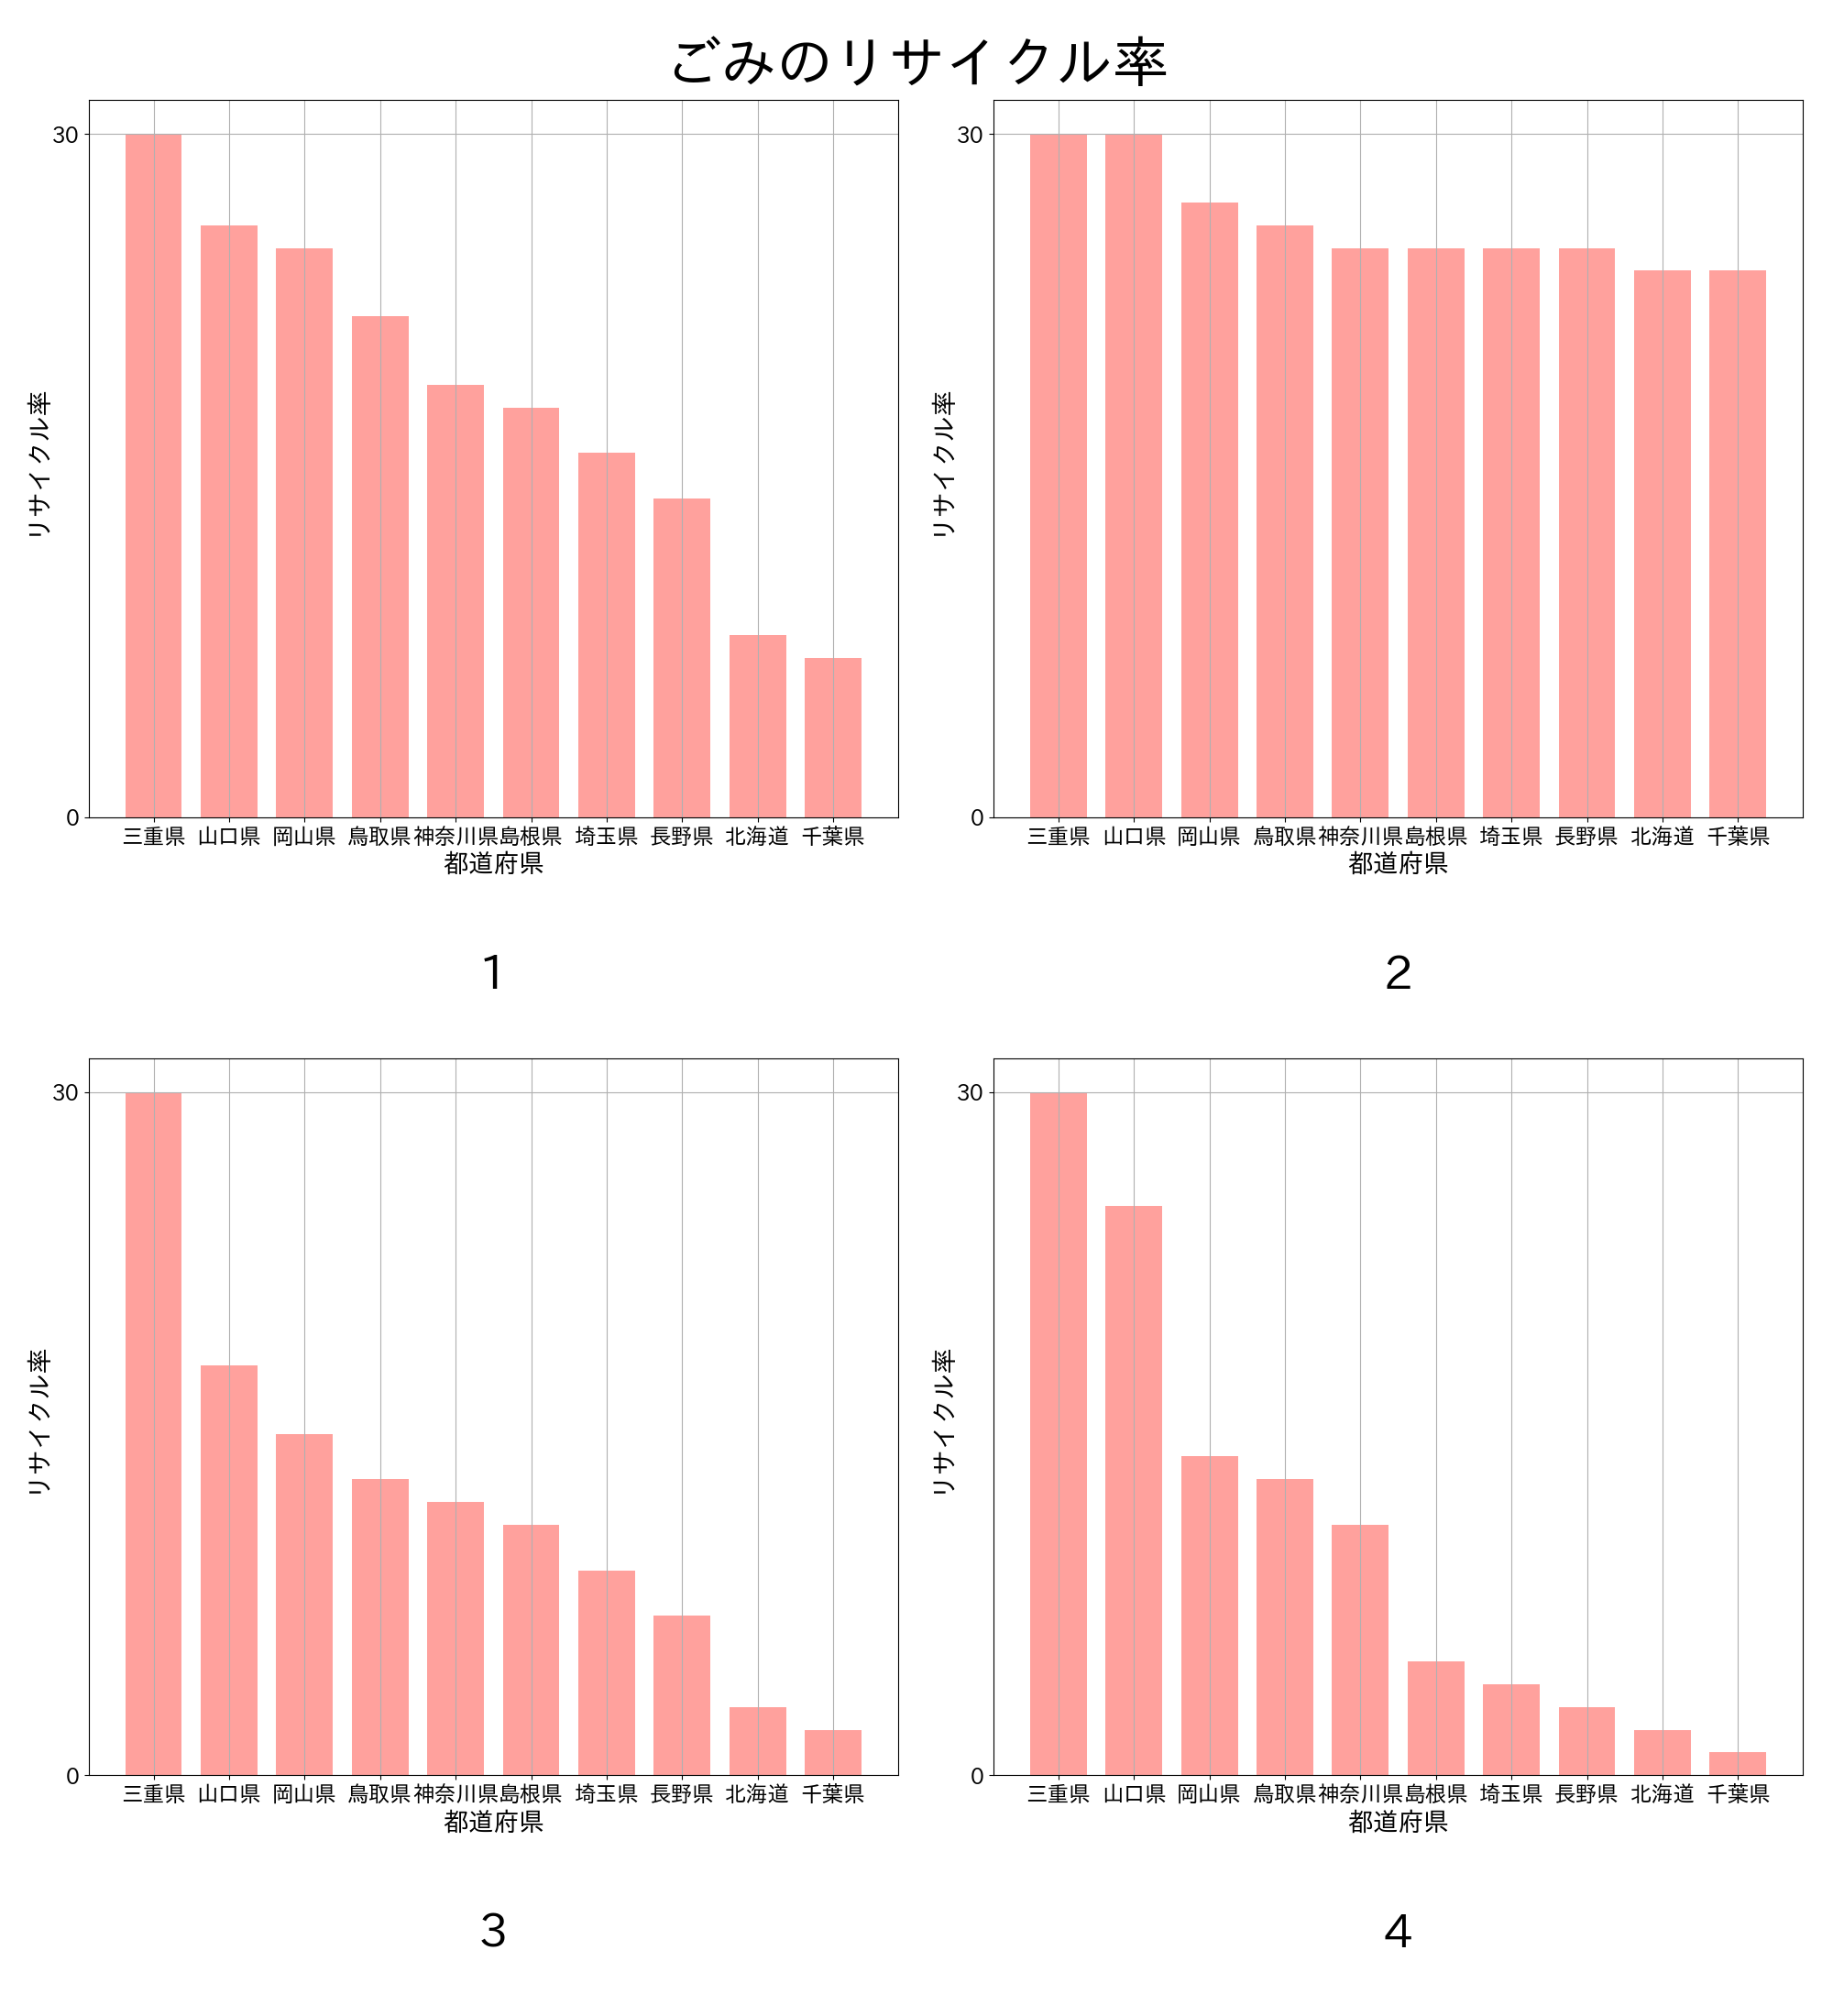 ごみのリサイクル率
30
0
リサイクル率
三重県 山口県 岡山県 鳥取県 神奈川県 島根県 埼玉県 長野県 北海道 千葉県
都道府県
1
30
0
リサイクル率
三重県 山口県 岡山県 鳥取県 神奈川県 島根県 埼玉県 長野県 北海道 千葉県
都道府県
2
30
0
リサイクル率
三重県 山口県 岡山県 鳥取県 神奈川県 島根県 埼玉県 長野県 北海道 千葉県
都道府県
3
30
0
リサイクル率
三重県 山口県 岡山県 鳥取県 神奈川県 島根県 埼玉県 長野県 北海道 千葉県
都道府県
4